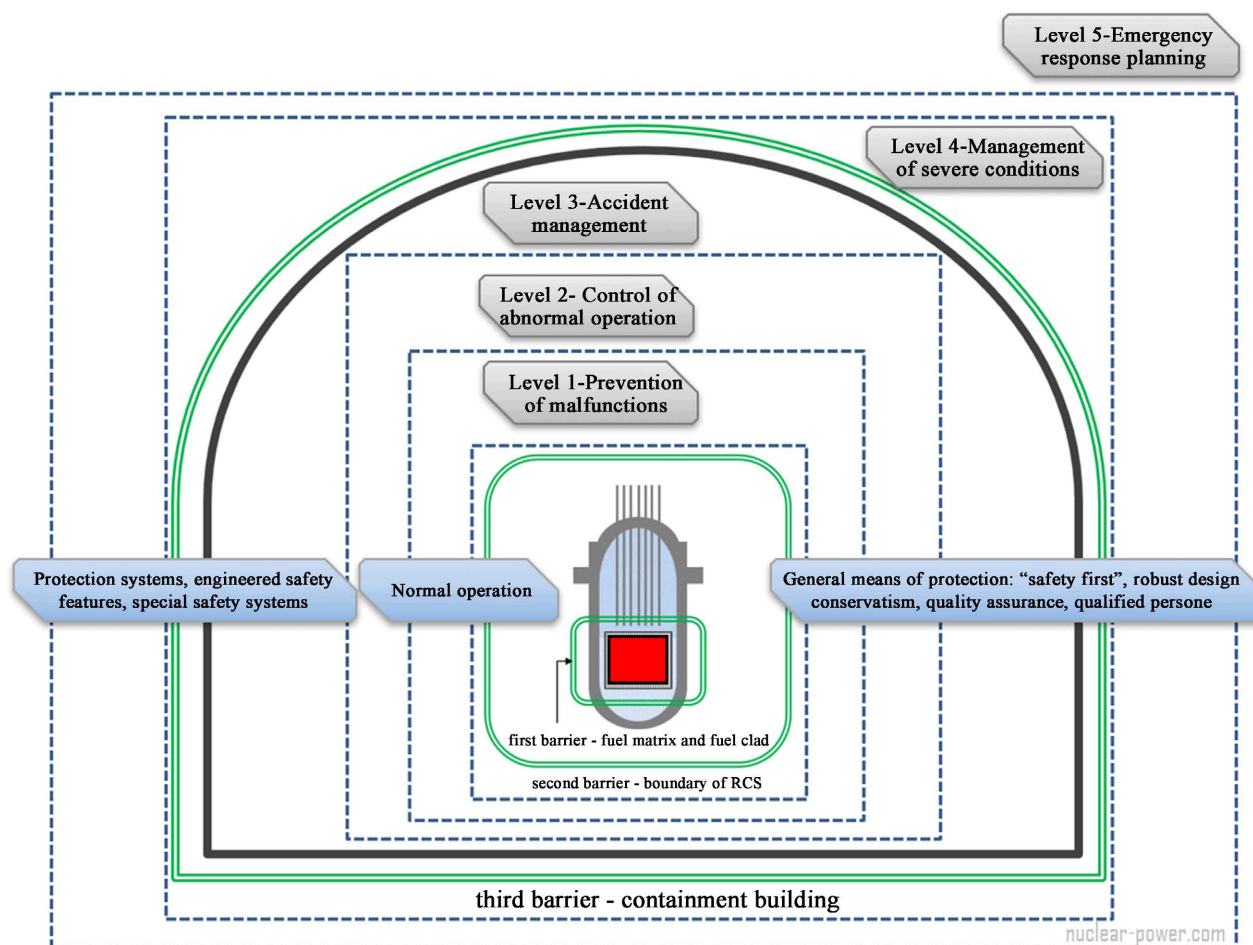 Level 5-Emergency
response planning
Level 4-Management
of severe conditions
Level 3-Accident
management
Level 2- Control of
abnormal operation
Level 1-Prevention
of malfunctions
Protection systems, engineered safety
features, special safety systems
Normal operation
General means of protection: “safety first”, robust design
conservatism, quality assurance, qualified persone
first barrier - fuel matrix and fuel clad
second barrier - boundary of RCS
third barrier - containment building
nuclear-power.com